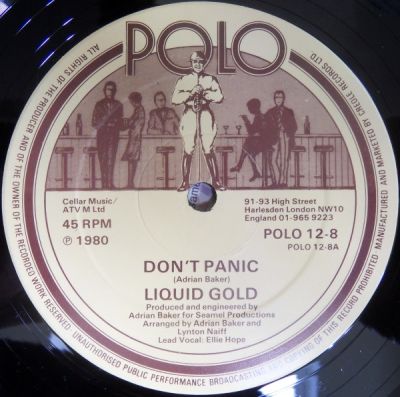 POLO
ALL RIGHTS OF THE PRODUCER AND OF THE OWNER OF THE RECORDED WORK RESERVED UNAUTHORISED PUBLIC PERFORMANCE BROADCASTING AND COPYING OF THIS RECORD PROHIBITED. MANUFACTURED AND MARKETED BY CREOLE RECORDS LTD.
Cellar Music/
ATV M Ltd
45 RPM
Ⓟ 1980
91-93 High Street
Harlesden London NW10
England 01-965 9223
POLO 12-8
POLO 12-8A
DON'T PANIC
(Adrian Baker)
LIQUID GOLD
Produced and engineered by
Adrian Baker for Seamel Productions
Arranged by Adrian Baker and
Lynton Naiff
Lead Vocal: Ellie Hope